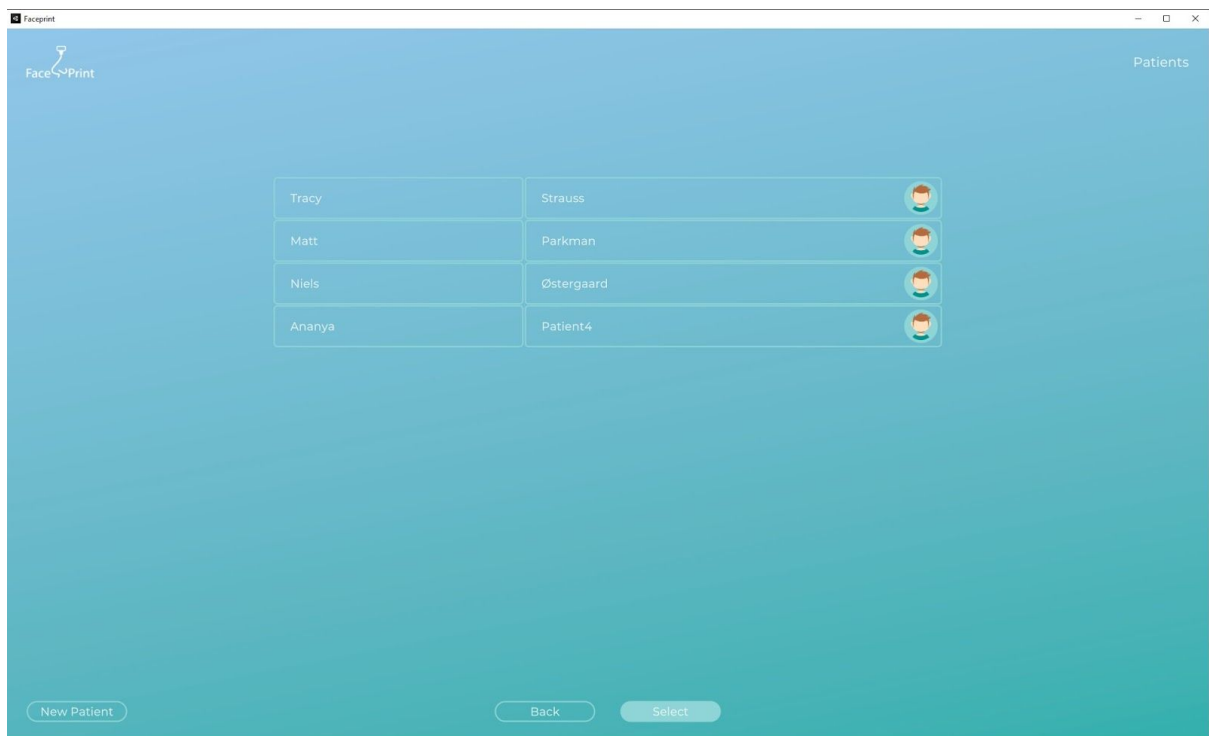 Faceprint
Face Print
Patients
Tracy Strauss
Matt Parkman
Niels Østergaard
Ananya Patient4
New Patient Back Select